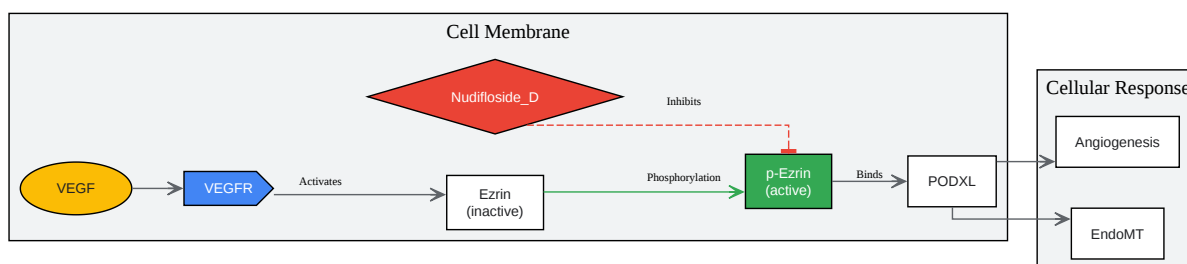 Cell Membrane
Nudifloside_D
Inhibits
Cellular Response
Angiogenesis
VEGF
VEGFR
Activates
Ezrin
(inactive)
Phosphorylation
p-Ezrin
(active)
Binds
PODXL
EndoMT